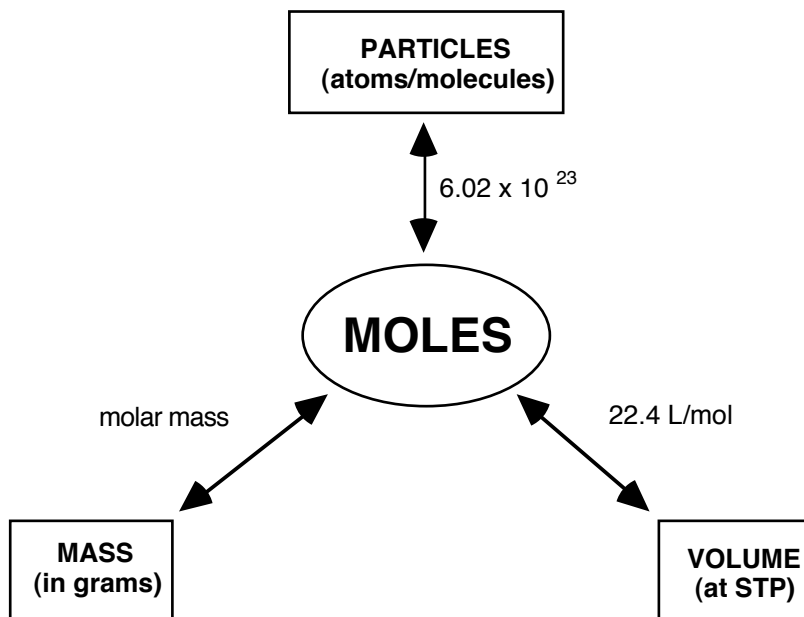 PARTICLES
(atoms/molecules)
6.02 x 10 23
MOLES
molar mass
22.4 L/mol
MASS
(in grams)
VOLUME
(at STP)